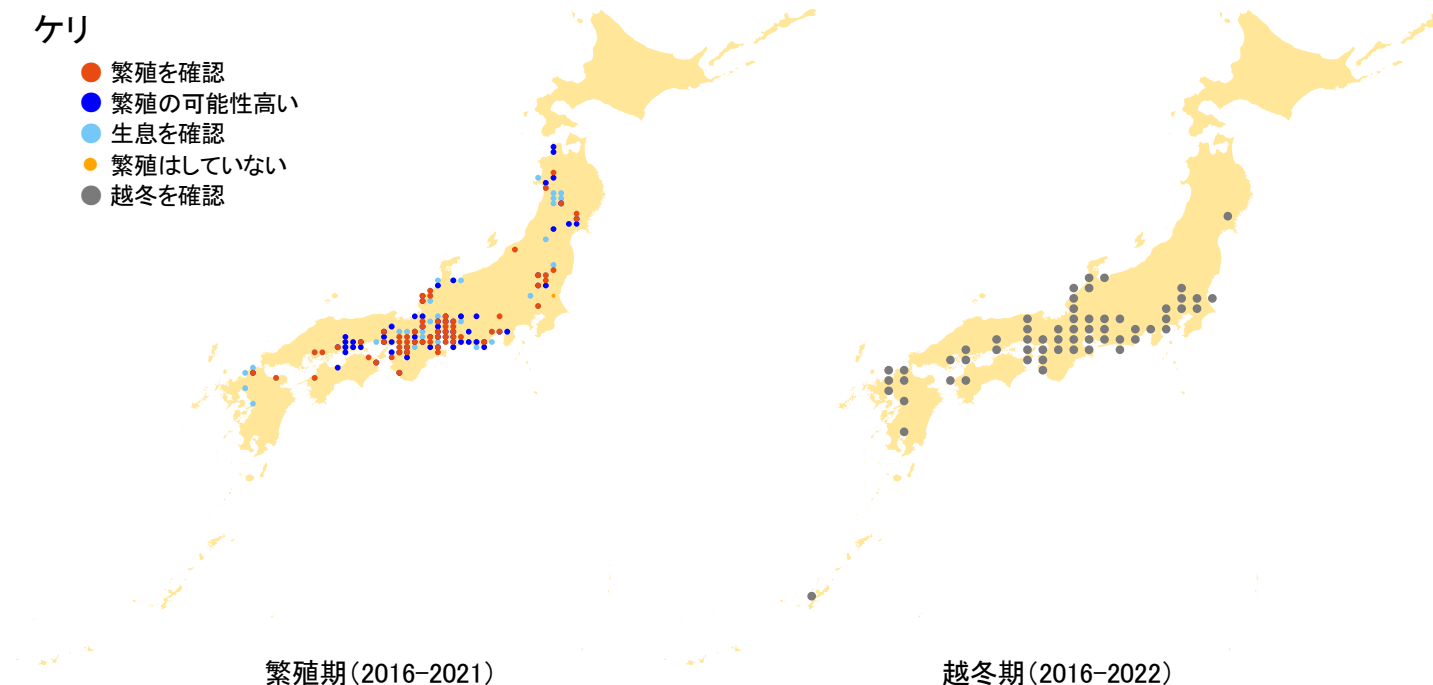 ケリ
繁殖を確認
繁殖の可能性高い
生息を確認
繁殖はしていない
越冬を確認
繁殖期（2016-2021）
越冬期（2016-2022）